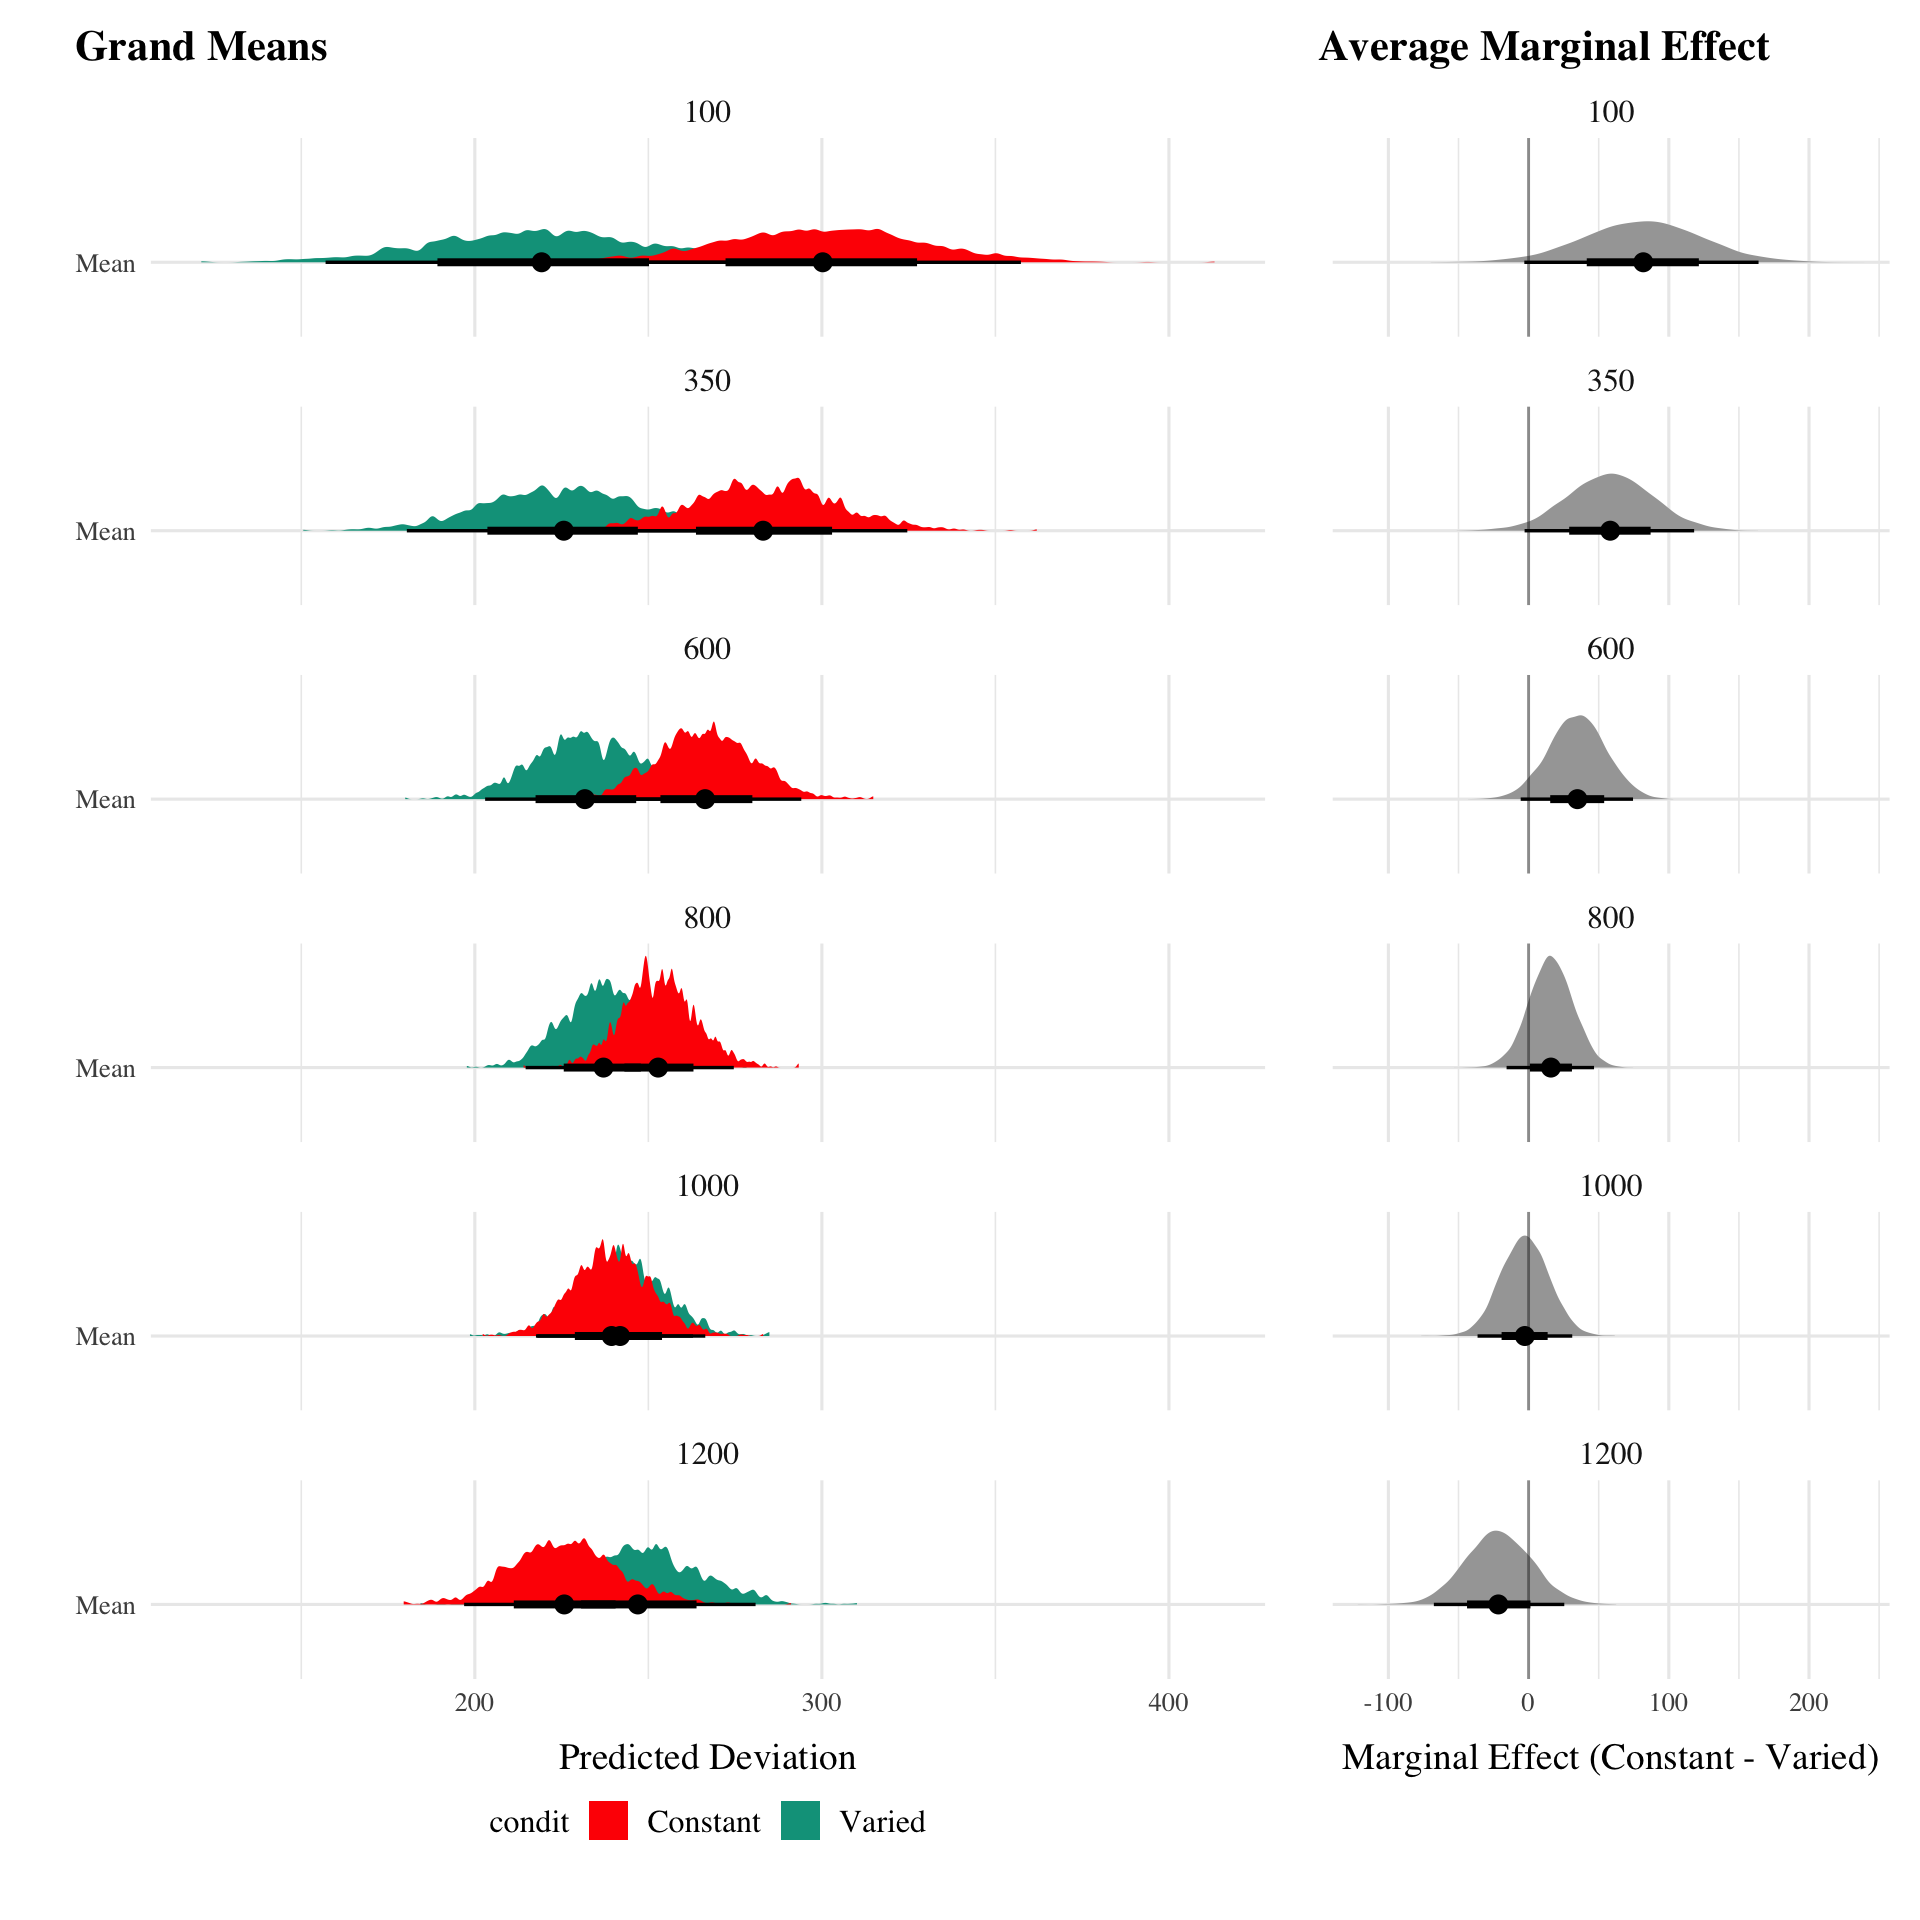 Grand Means
Average Marginal Effect
100
100
Mean
350
350
Mean
600
600
Mean
800
800
Mean
1000
1000
Mean
1200
1200
Mean
200 300 400
-100 0 100 200
Predicted Deviation
Marginal Effect (Constant - Varied)
condit Constant Varied